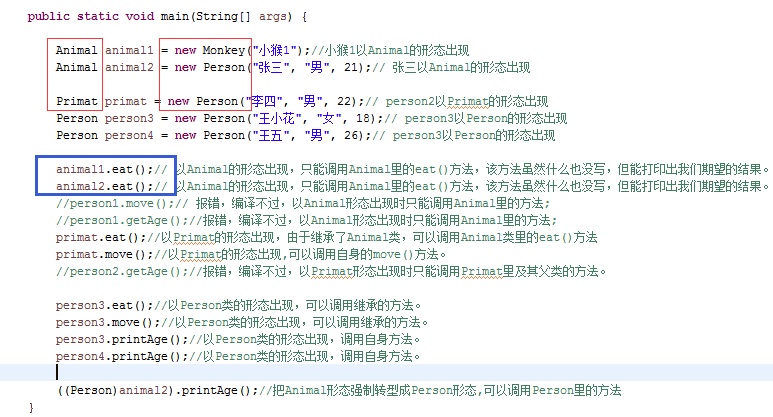 public static void main(String[] args) {
Animal animal1 = new Monkey("小猴1");//小猴1以Animal的形态出现
Animal animal2 = new Person("张三", "男", 21);// 张三以Animal的形态出现
Primat primat = new Person("李四", "男", 22);// person2以Primat的形态出现
Person person3 = new Person("王小花", "女", 18);// person3以Person的形态出现
Person person4 = new Person("王五", "男", 26);// person3以Person的形态出现
animal1.eat();// 以Animal的形态出现，只能调用Animal里的eat()方法，该方法虽然什么也没写，但能打印出我们期望的结果。
animal2.eat();// 以Animal的形态出现，只能调用Animal里的eat()方法，该方法虽然什么也没写，但能打印出我们期望的结果。
//person1.move();// 报错，编译不过，以Animal形态出现时只能调用Animal里的方法;
//person1.getAge();//报错，编译不过，以Animal形态出现时只能调用Animal里的方法;
primat.eat();//以Primat的形态出现，由于继承了Animal类，可以调用Animal类里的eat()方法
primat.move();//以Primat的形态出现,可以调用自身的move()方法。
//person2.getAge();//报错，编译不过，以Primat形态出现时只能调用Primat里及其父类的方法。
person3.eat();//以Person类的形态出现，可以调用继承的方法。
person3.move();//以Person类的形态出现，可以调用继承的方法。
person3.printAge();//以Person类的形态出现，调用自身方法。
person4.printAge();//以Person类的形态出现，调用自身方法。
((Person)animal2).printAge();//把Animal形态强制转型成Person形态,可以调用Person里的方法
}